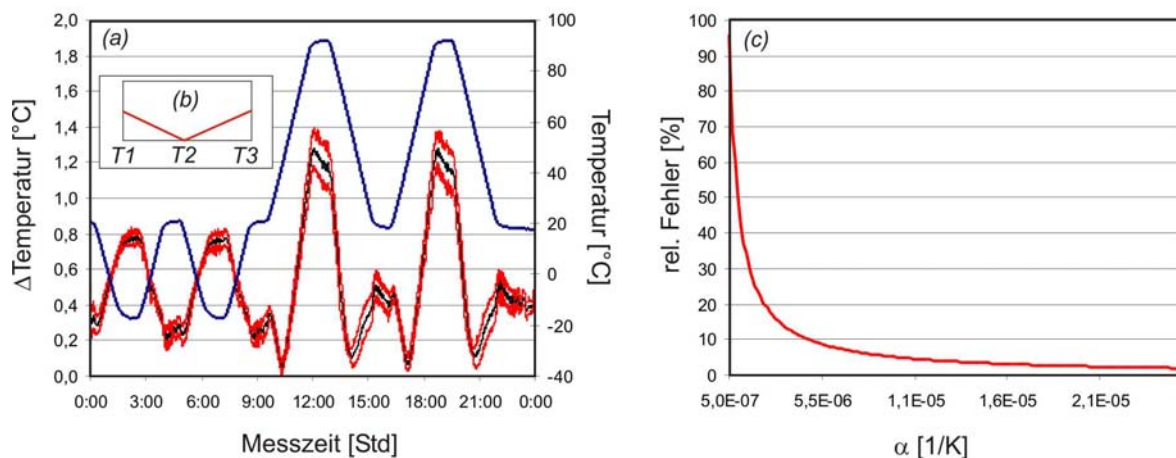 (a)
2,0
1,8
1,6
1,4
1,2
1,0
0,8
0,6
0,4
0,2
0,0
ΔTemperatur [°C]
(b)
T1 T2 T3
100
80
60
40
20
0
-20
-40
Temperatur [°C]
0:00 3:00 6:00 9:00 12:00 15:00 18:00 21:00 0:00
Messzeit [Std]
(c)
100
90
80
70
60
50
40
30
20
10
0
rel. Fehler [%]
5,0E-07 5,5E-06 1,1E-05 1,6E-05 2,1E-05
α [1/K]